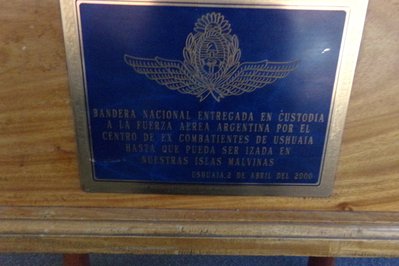 BANDERA NACIONAL ENTREGADA EN CUSTODIA
A LA FUERZA AEREA ARGENTINA POR EL
CENTRO DE EX COMBATIENTES DE USHUAIA
HASTA QUE PUEDA SER IZADA EN
NUESTRAS ISLAS MALVINAS
USHUAIA, 2 DE ABRIL DEL 2000